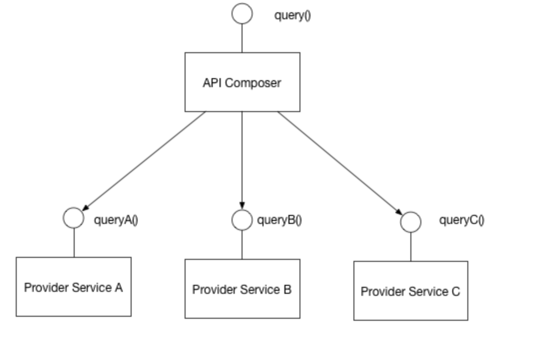 query()
API Composer
queryA()
queryB()
queryC()
Provider Service A
Provider Service B
Provider Service C